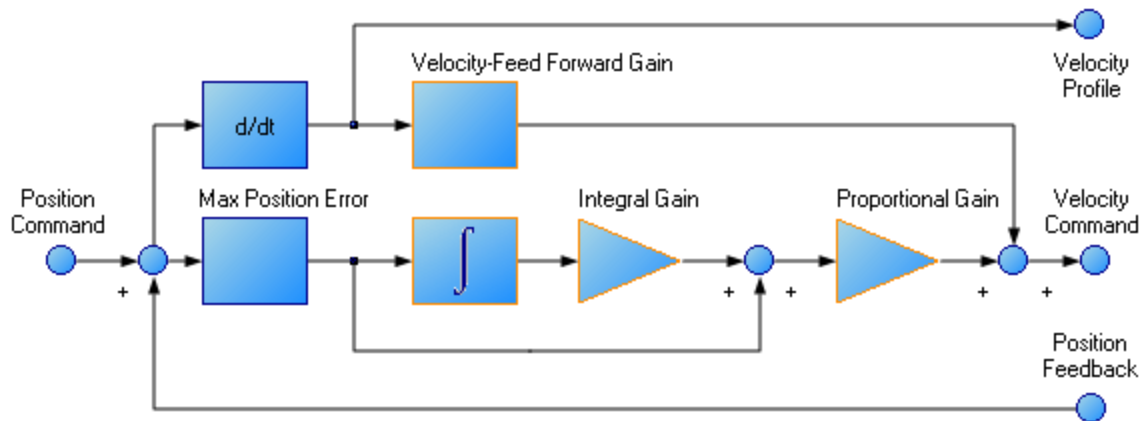 Velocity
Profile
Velocity-Feed Forward Gain
d/dt
Position
Command
Max Position Error
Integral Gain
Proportional Gain
Velocity
Command
∫
+
+
+
+
+
Position
Feedback